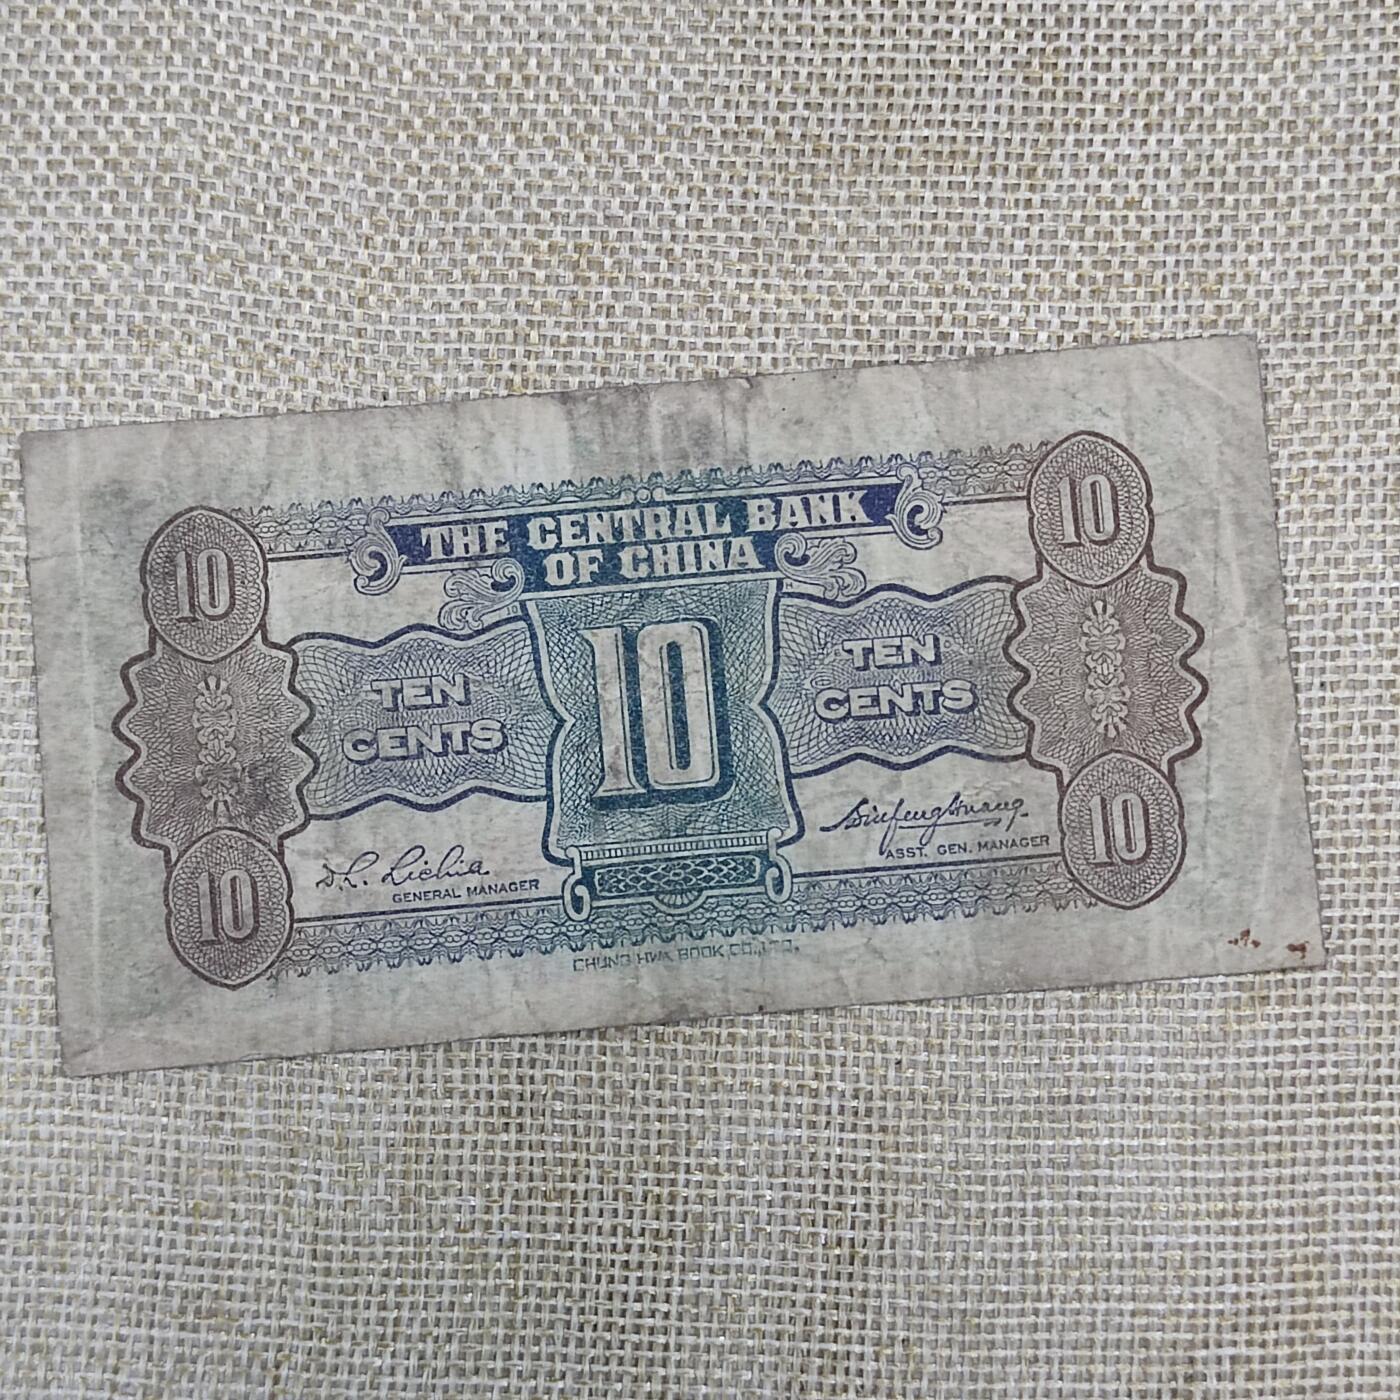 THE CENTRAL BANK
OF CHINA
10
10
TEN
CENTS
10
TEN
CENTS
10
10
GENERAL MANAGER
ASST. GEN. MANAGER
CHUNG HWA BOOK CO., LTD.